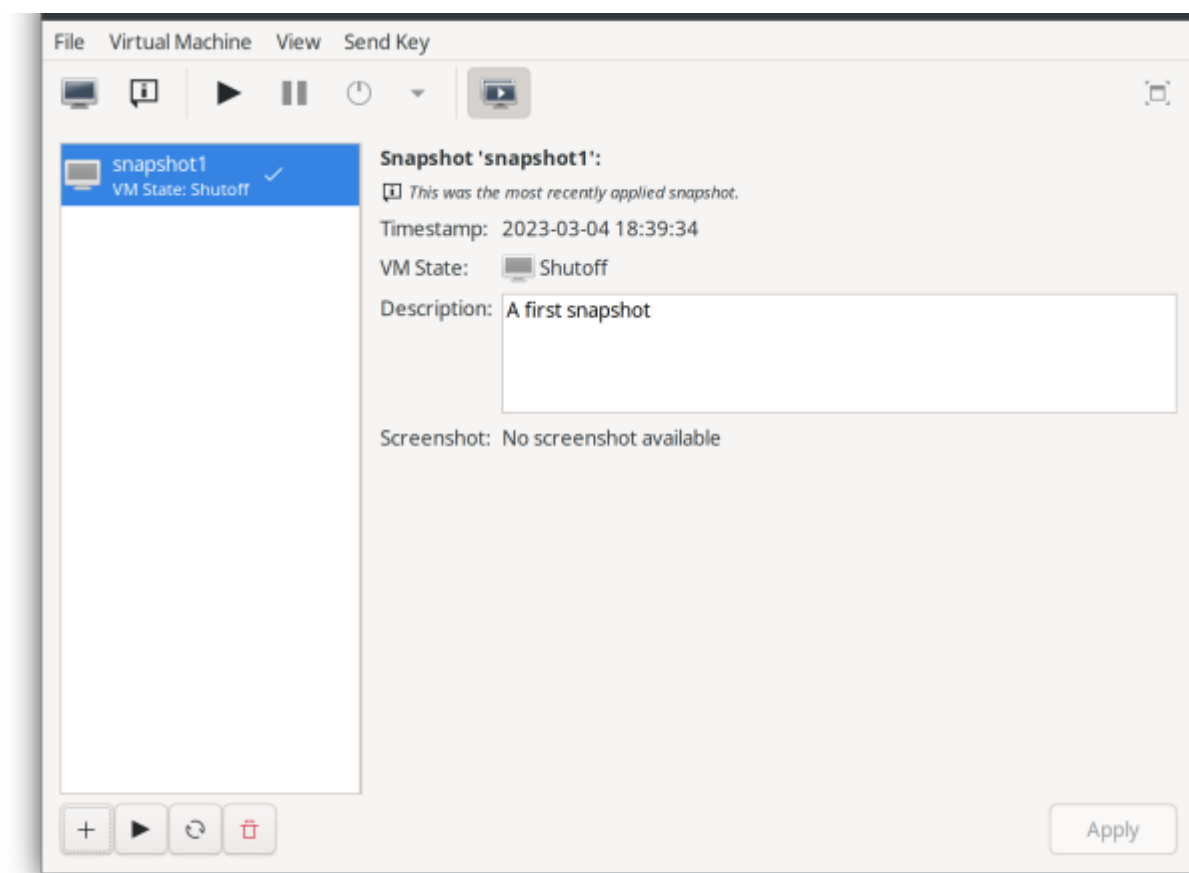 File Virtual Machine View Send Key
snapshot1
VM State: Shutoff
Snapshot 'snapshot1':
This was the most recently applied snapshot.
Timestamp: 2023-03-04 18:39:34
VM State: Shutoff
Description: A first snapshot
Screenshot: No screenshot available
Apply